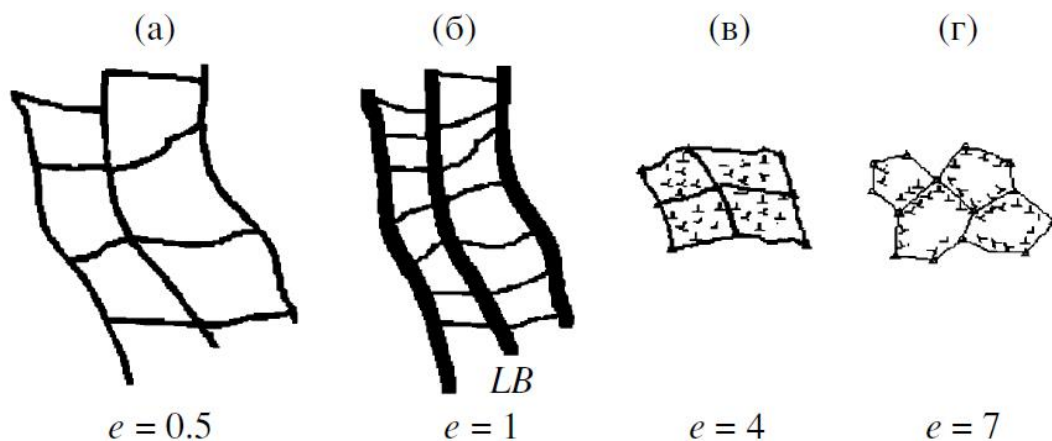 (а) (б) (в) (г)
LB
e = 0.5 e = 1 e = 4 e = 7